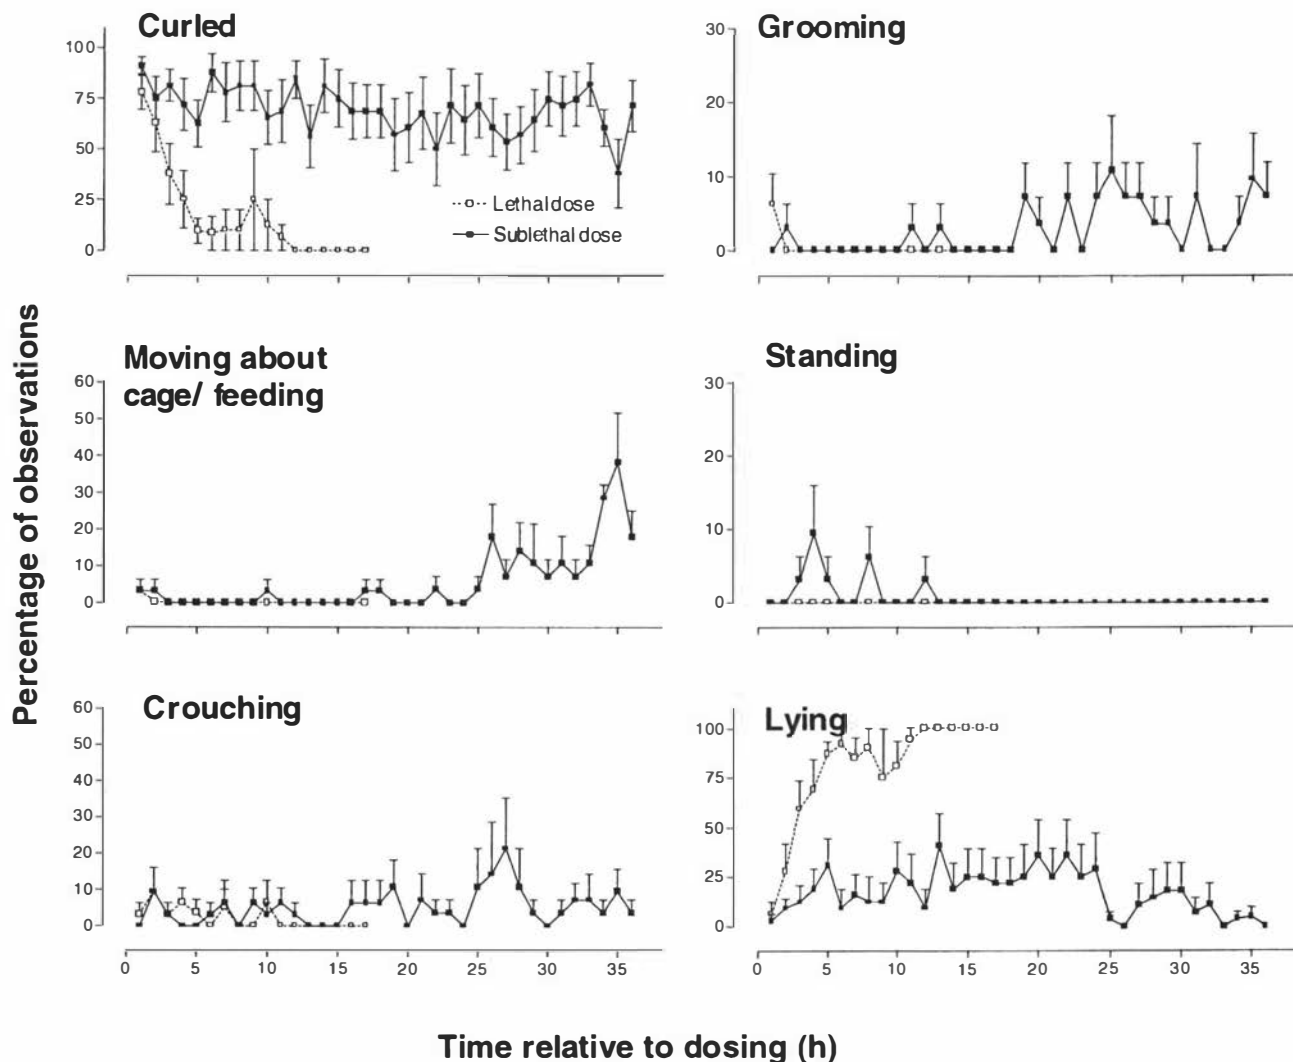 Curled
100
75
50
25
0
Lethal dose
Sublethal dose
Grooming
30
20
10
0
Percentage of observations
Moving about
cage/ feeding
60
50
40
30
20
10
0
Standing
30
20
10
0
Crouching
60
50
40
30
20
10
0
0 5 10 15 20 25 30 35
Lying
100
75
50
25
0
0 5 10 15 20 25 30 35
Time relative to dosing (h)